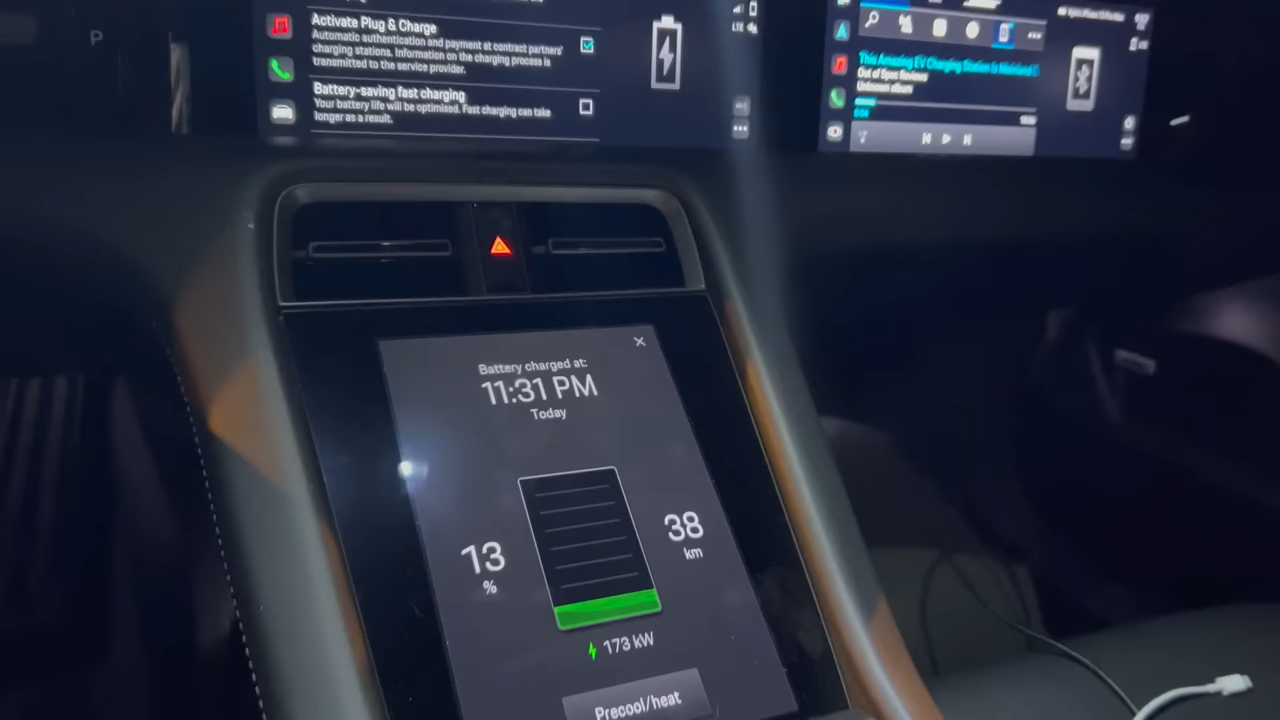 P
Activate Plug & Charge
Automatic authentication and payment at contract partners'
charging stations. Information on the charging process is
transmitted to the service provider.
Battery-saving fast charging
Your battery life will be optimised. Fast charging can take
longer as a result.
LTE
This Amazing EV Charging Station Is
Out of Spec Reviews
Unknown album
0:04
Battery charged at:
11:31 PM
Today
13
%
38
km
173 kW
Precool/heat